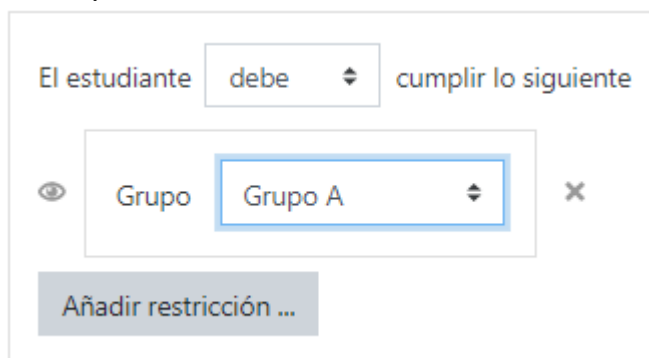 El estudiante debe cumplir lo siguiente
Grupo Grupo A
Añadir restricción ...